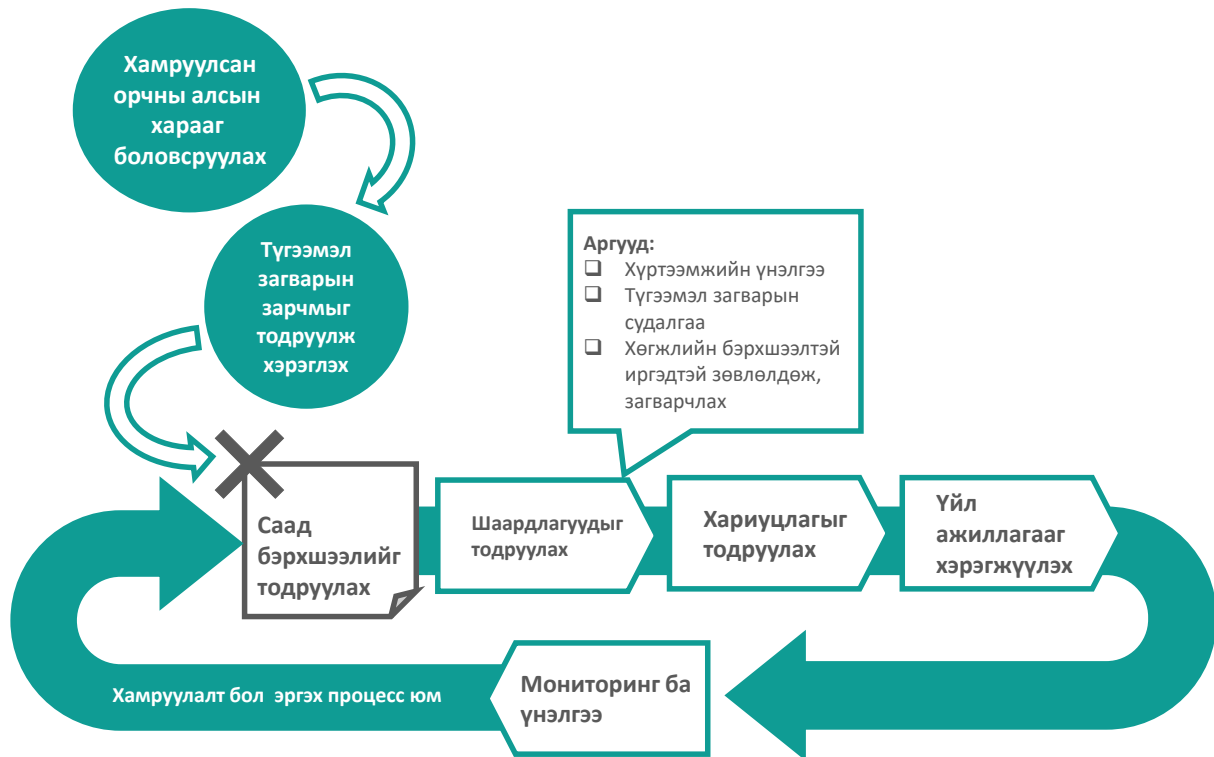 Хамруулсан
орчны алсын
харааг
боловсруулах
Түгээмэл
загварын
зарчмыг
тодруулж
хэрэглэх
Аргууд:
Хүртээмжийн үнэлгээ
Түгээмэл загварын
судалгаа
Хөгжлийн бэрхшээлтэй
иргэдтэй зөвлөлдөж,
загварчлах
Саад
бэрхшээлийг
тодруулах
Шаардлагуудыг
тодруулах
Хариуцлагыг
тодруулах
Үйл
ажиллагааг
хэрэгжүүлэх
Мониторинг ба
үнэлгээ
Хамруулалт бол эргэх процесс юм